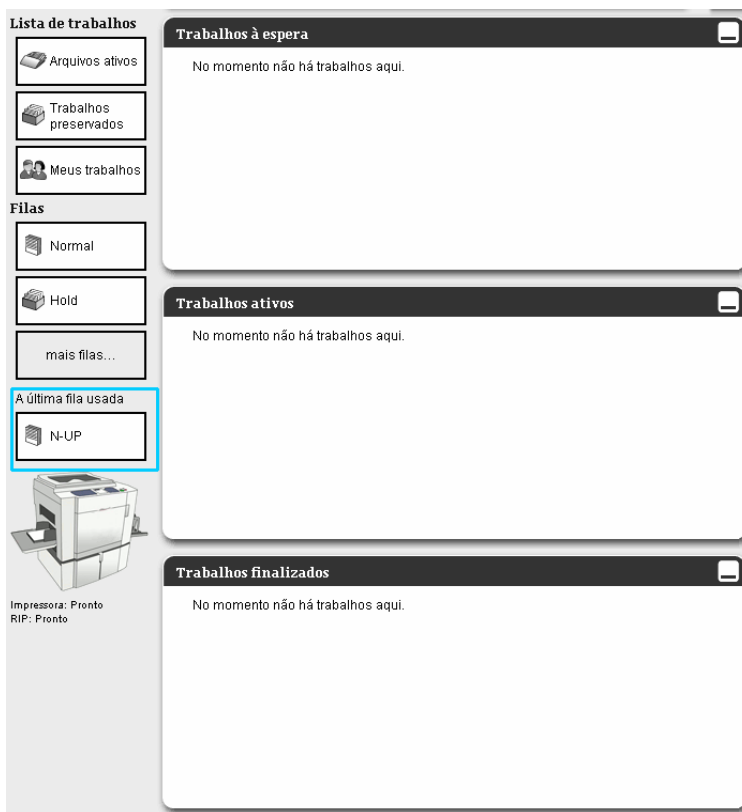 Lista de trabalhos
Arquivos ativos
Trabalhos
preservados
Meus trabalhos
Filas
Normal
Hold
mais filas...
A última fila usada
N-UP
Impressora: Pronto
RIP: Pronto
Trabalhos à espera
No momento não há trabalhos aqui.
Trabalhos ativos
No momento não há trabalhos aqui.
Trabalhos finalizados
No momento não há trabalhos aqui.